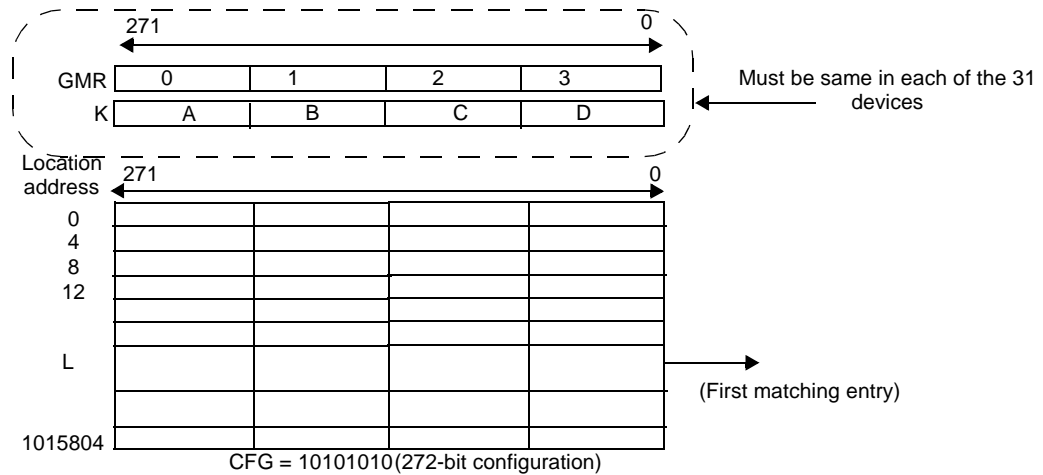 271 0
GMR 0 1 2 3
K A B C D
Must be same in each of the 31
devices
Location
address
271 0
0
4
8
12
L
(First matching entry)
1015804
CFG = 10101010(272-bit configuration)